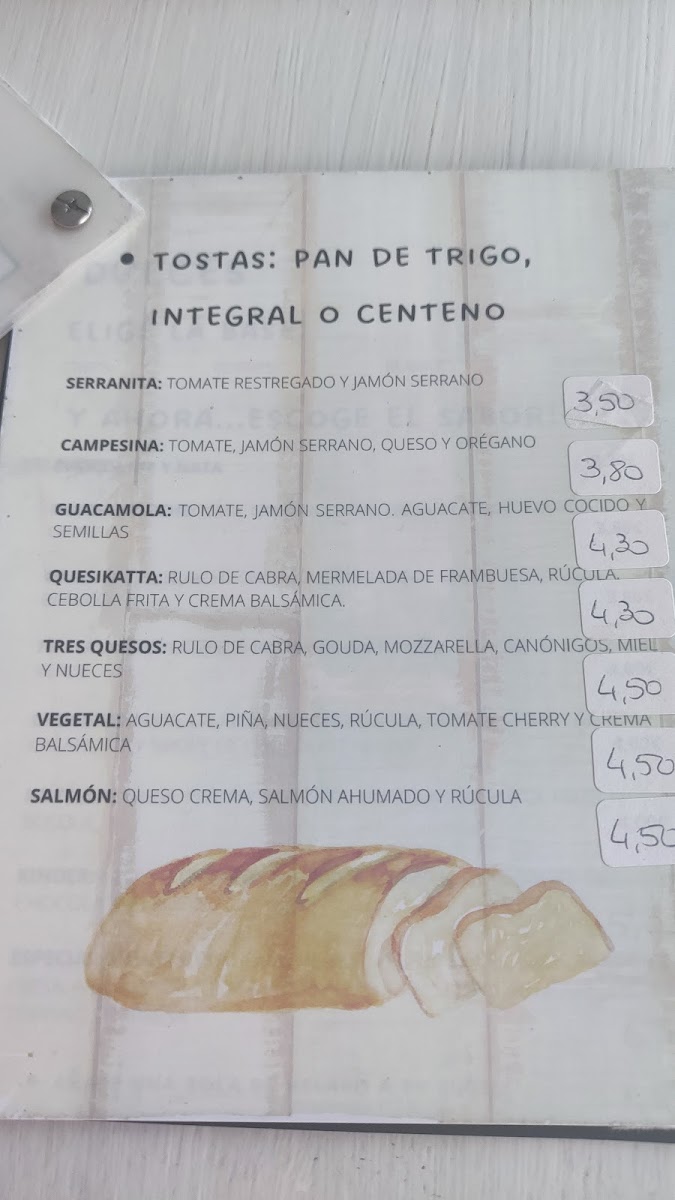 • TOSTAS: PAN DE TRIGO,
INTEGRAL O CENTENO
SERRANITA: TOMATE RESTREGADO Y JAMÓN SERRANO
3,50
CAMPESINA: TOMATE, JAMÓN SERRANO, QUESO Y ORÉGANO
3,80
GUACAMOLA: TOMATE, JAMÓN SERRANO. AGUACATE, HUEVO COCIDO Y
SEMILLAS
4,30
QUESIKATTA: RULO DE CABRA, MERMELADA DE FRAMBUESA, RÚCULA.
CEBOLLA FRITA Y CREMA BALSÁMICA.
4,30
TRES QUESOS: RULO DE CABRA, GOUDA, MOZZARELLA, CANÓNIGOS, MIEL
Y NUECES
4,50
VEGETAL: AGUACATE, PIÑA, NUECES, RÚCULA, TOMATE CHERRY Y CREMA
BALSÁMICA
4,50
SALMÓN: QUESO CREMA, SALMÓN AHUMADO Y RÚCULA
4,50